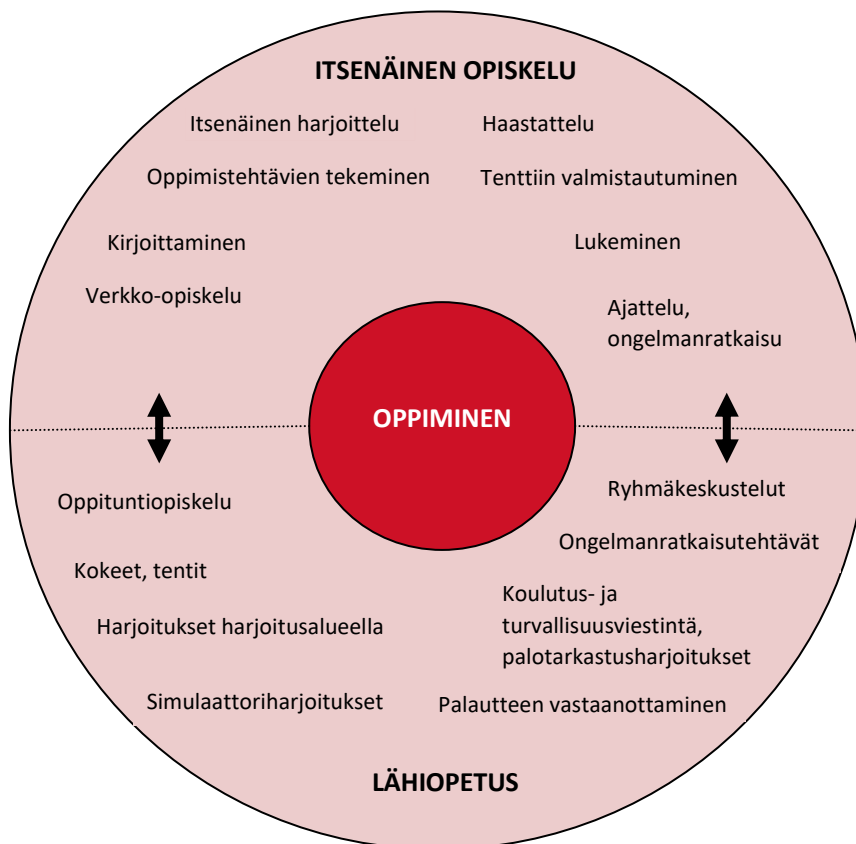 ITSENÄINEN OPISKELU
Itsenäinen harjoittelu
Haastattelu
Oppimistehtävien tekeminen
Tenttiin valmistautuminen
Kirjoittaminen
Lukeminen
Verkko-opiskelu
Ajattelu,
ongelmanratkaisu
OPPIMINEN
Oppituntiopiskelu
Ryhmäkeskustelut
Ongelmanratkaisutehtävät
Kokeet, tentit
Koulutus- ja
turvallisuusviestintä,
palotarkastusharjoitukset
Harjoitukset harjoitusalueella
Simulaattoriharjoitukset
Palautteen vastaanottaminen
LÄHIOPETUS